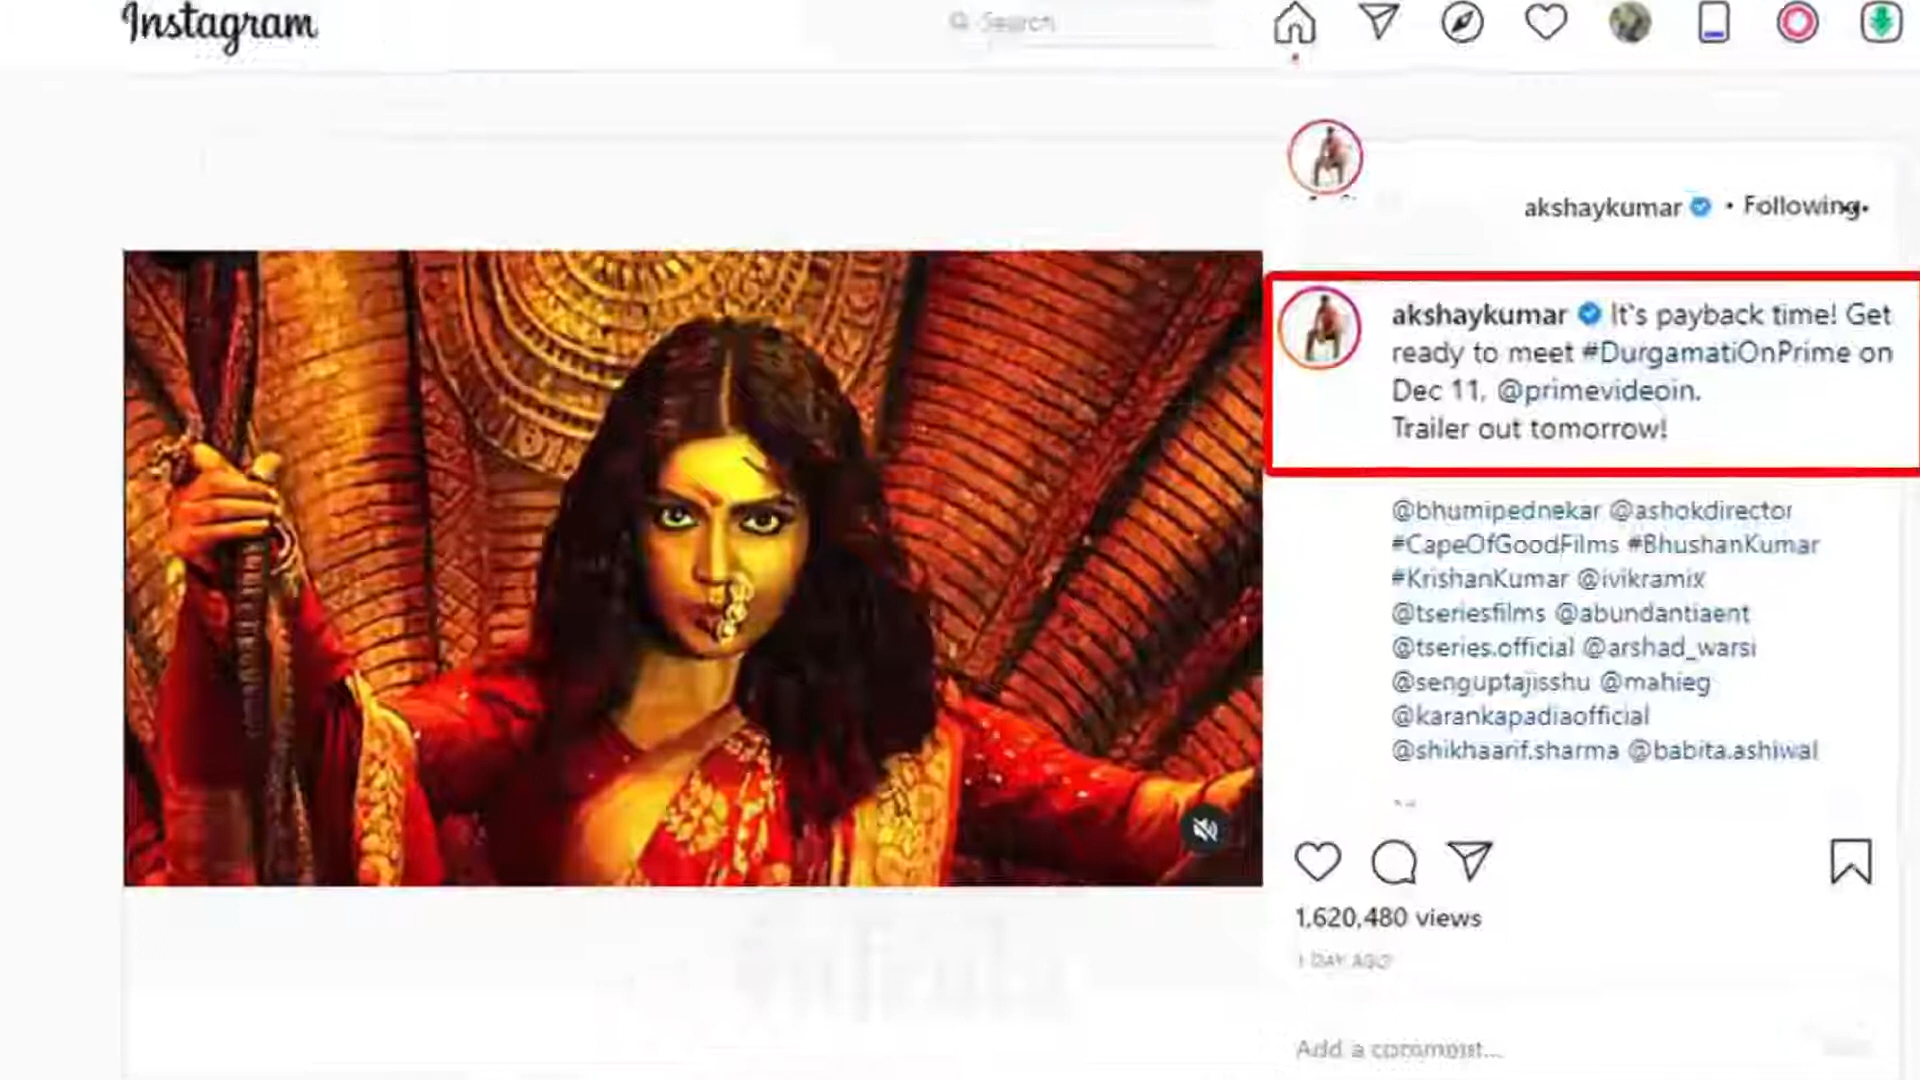 Instagram
Search
akshaykumar • Following
akshaykumar It's payback time! Get
ready to meet #DurgamatiOnPrime on
Dec 11, @primevideoin.
Trailer out tomorrow!
@bhumipednekar @ashokdirector
#CapeOfGoodFilms #BhushanKumar
#KrishanKumar @ivikramix
@tseriesfilms @abundantiaent
@tseries.official @arshad_warsi
@senguptajisshu @mahieg
@karankapadiaofficial
@shikhaarif.sharma @babita.ashiwal
1,620,480 views
1 DAY AGO
Add a comment...